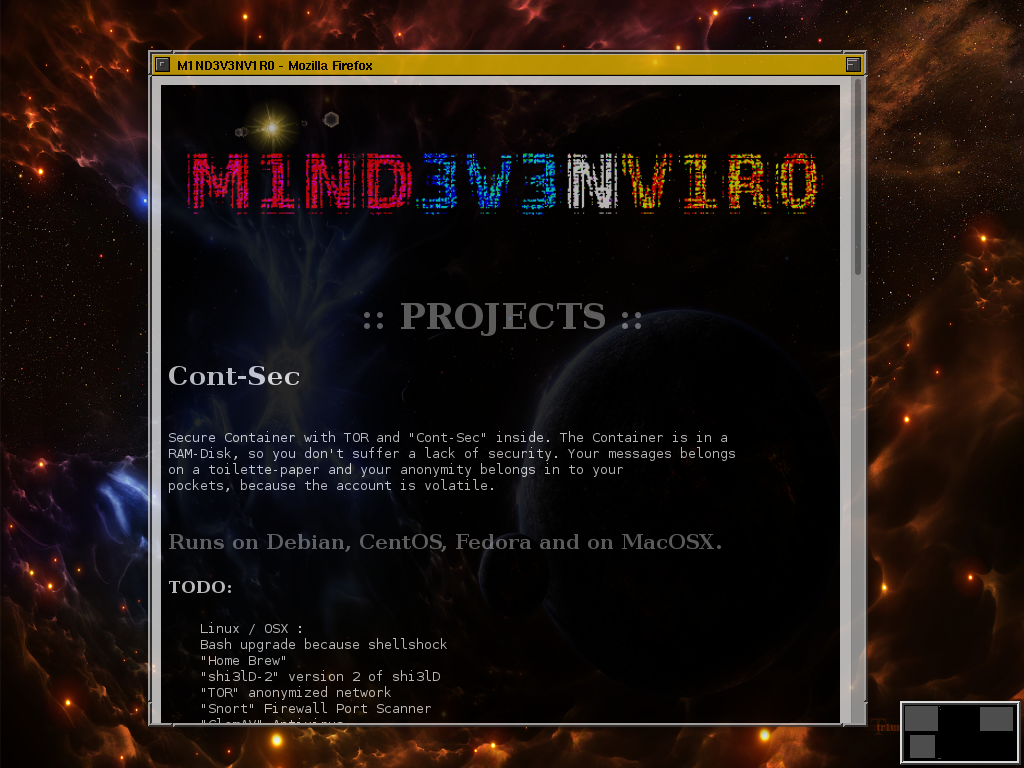 M1ND3V3NV1R0 - Mozilla Firefox
M1ND3V3NV1R0
:: PROJECTS ::
Cont-Sec
Secure Container with TOR and "Cont-Sec" inside. The Container is in a
RAM-Disk, so you don't suffer a lack of security. Your messages belongs
on a toilette-paper and your anonymity belongs in to your
pockets, because the account is volatile.
Runs on Debian, CentOS, Fedora and on MacOSX.
TODO:
Linux / OSX :
Bash upgrade because shellshock
"Home Brew"
"shi3lD-2" version 2 of shi3lD
"TOR" anonymized network
"Snort" Firewall Port Scanner
"ClamAV" Antivirus